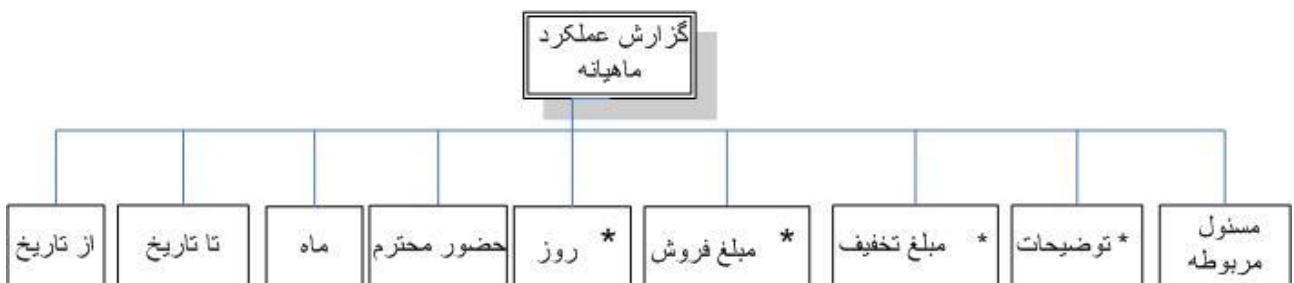 گزارش عملکرد
ماهیانه
مسئول
مربوطه
* توضیحات
* مبلغ تخفیف
* مبلغ فروش
* روز
حضور محترم
ماه
تا تاریخ
از تاریخ